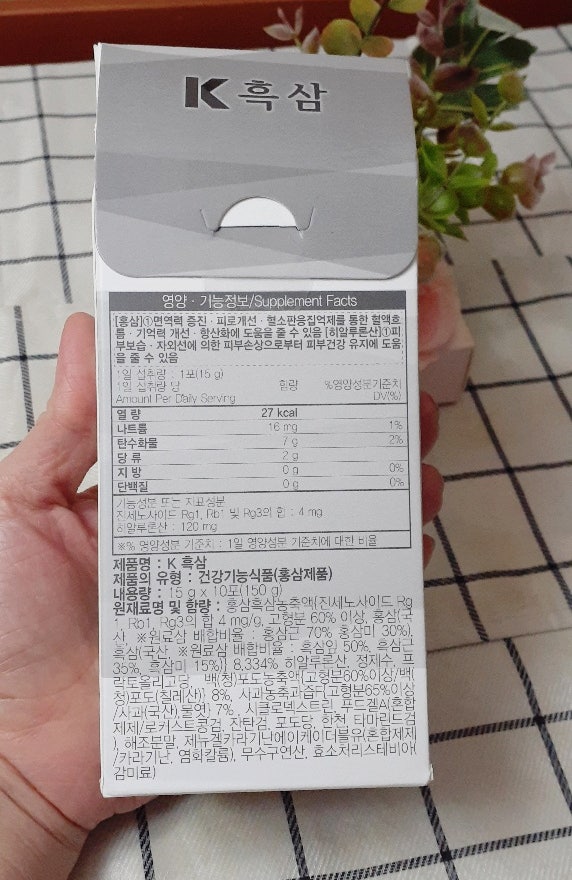 K 흑삼
영양 · 기능정보/Supplement Facts
[홍삼]①면역력 증진 · 피로개선 · 혈소판응집억제를 통한 혈액흐
름 · 기억력 개선 · 항산화에 도움을 줄 수 있음 [히알루론산]①피
부보습 · 자외선에 의한 피부손상으로부터 피부건강 유지에 도움
을 줄 수 있음
1일 섭취량 : 1포(15 g)
1일 섭취량 당 함량 %영양성분기준치
Amount Per Daily Serving DV(%)
열 량 27 kcal
나트륨 16 mg 1%
탄수화물 7 g 2%
당 류 2 g
지 방 0 g 0%
단백질 0 g 0%
기능성분 또는 지표성분
진세노사이드 Rg1, Rb1 및 Rg3의 합 : 4 mg
히알루론산 : 120 mg
※% 영양성분 기준치 : 1일 영양성분 기준치에 대한 비율
제품명 : K 흑삼
제품의 유형 : 건강기능식품(홍삼제품)
내용량 : 15 g x 10포(150 g)
원재료명 및 함량 : 홍삼흑삼농축액{진세노사이드 Rg
1, Rb1, Rg3의 합 4 mg/g, 고형분 60% 이상, 홍삼(국
산, ※원료삼 배합비율 : 홍삼근 70% 홍삼미 30%),
흑삼(국산, ※원료삼 배합비율 : 흑삼인 50%, 흑삼근
35%, 흑삼미 15%)} 8.334% 히알루론산, 정제수, 프
락토올리고당, 백(청)포도농축액{고형분60%이상/백(
청)포도(칠레산)} 8%, 사과농축과즙F{고형분65%이상
/사과(국산),물엿} 7%, 시클로덱스트린, 푸드겔A(혼합
제제/로커스트콩검, 잔탄검, 포도당, 한천, 타마린드검
), 해조분말, 제뉴겔카라기난에이케이더블유(혼합제제
/카라기난, 염화칼륨), 무수구연산, 효소처리스테비아(
감미료)